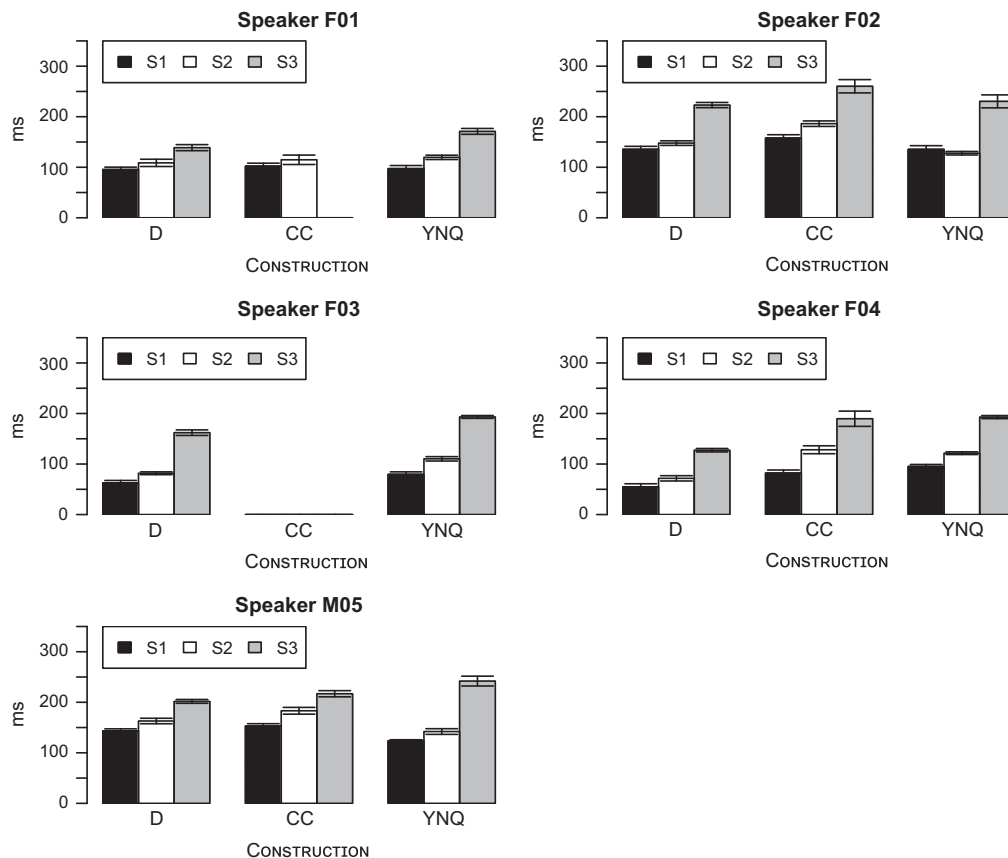 Speaker F01
S1 S2 S3
ms
300
200
100
0
D CC YNQ
CONSTRUCTION
Speaker F02
S1 S2 S3
ms
300
200
100
0
D CC YNQ
CONSTRUCTION
Speaker F03
S1 S2 S3
ms
300
200
100
0
D CC YNQ
CONSTRUCTION
Speaker F04
S1 S2 S3
ms
300
200
100
0
D CC YNQ
CONSTRUCTION
Speaker M05
S1 S2 S3
ms
300
200
100
0
D CC YNQ
CONSTRUCTION